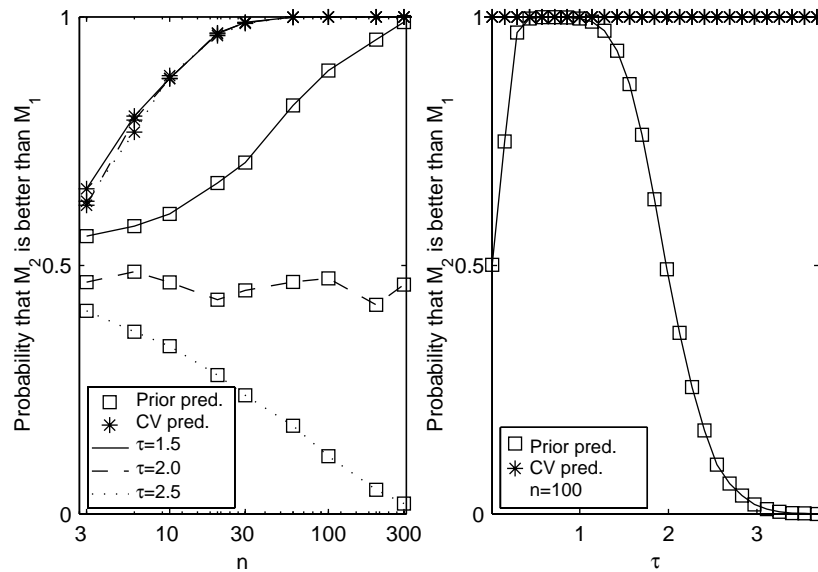 Probability that M2 is better than M1
1
0.5
0
3
10
30
100
300
n
Prior pred.
CV pred.
τ=1.5
τ=2.0
τ=2.5
Probability that M2 is better than M1
1
0.5
0
1
2
3
τ
Prior pred.
CV pred.
n=100